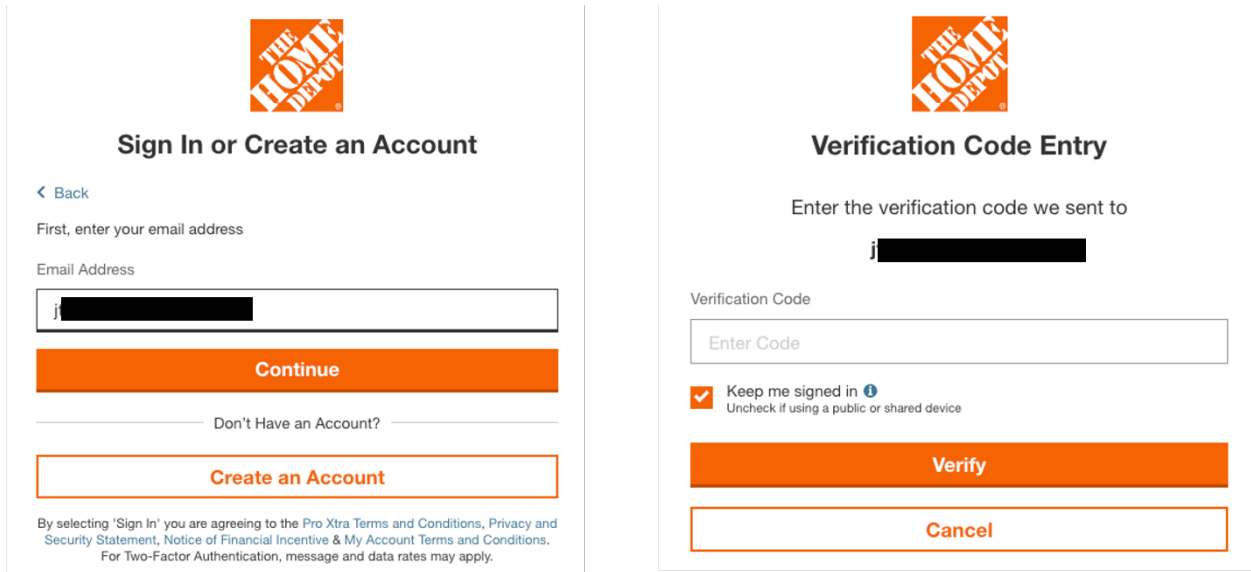 THE
HOME
DEPOT
Sign In or Create an Account
Back
First, enter your email address
Email Address
j
Continue
Don't Have an Account?
Create an Account
By selecting 'Sign In' you are agreeing to the Pro Xtra Terms and Conditions, Privacy and
Security Statement, Notice of Financial Incentive & My Account Terms and Conditions.
For Two-Factor Authentication, message and data rates may apply.
THE
HOME
DEPOT
Verification Code Entry
Enter the verification code we sent to
j
Verification Code
Enter Code
Keep me signed in
Uncheck if using a public or shared device
Verify
Cancel